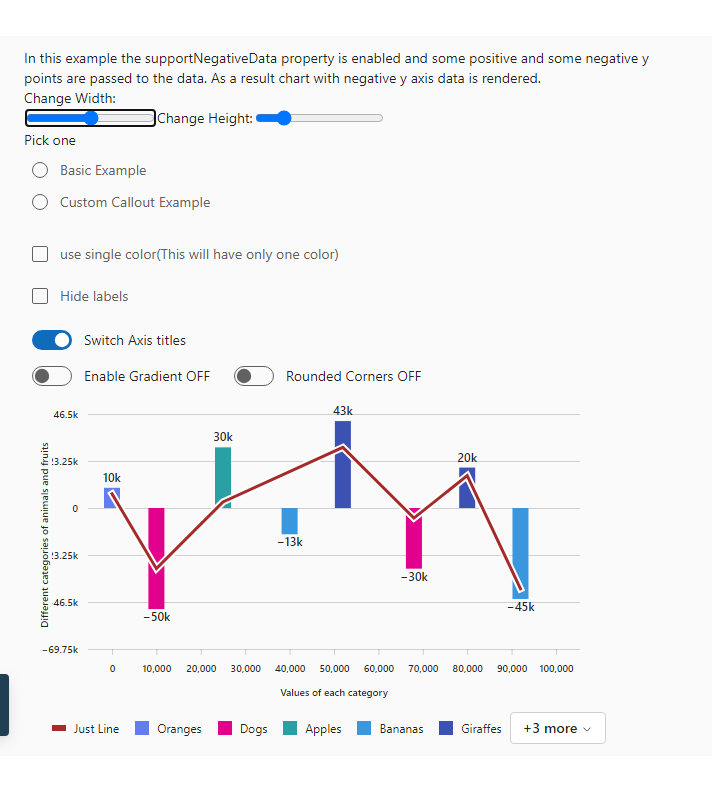 In this example the supportNegativeData property is enabled and some positive and some negative y
points are passed to the data. As a result chart with negative y axis data is rendered.
Change Width:
Change Height:
Pick one
Basic Example
Custom Callout Example
use single color(This will have only one color)
Hide labels
Switch Axis titles
Enable Gradient OFF
Rounded Corners OFF
Different categories of animals and fruits
46.5k
3.25k
0
3.25k
46.5k
−69.75k
10k
−50k
30k
−13k
43k
−30k
20k
−45k
0 10,000 20,000 30,000 40,000 50,000 60,000 70,000 80,000 90,000 100,000
Values of each category
Just Line Oranges Dogs Apples Bananas Giraffes +3 more